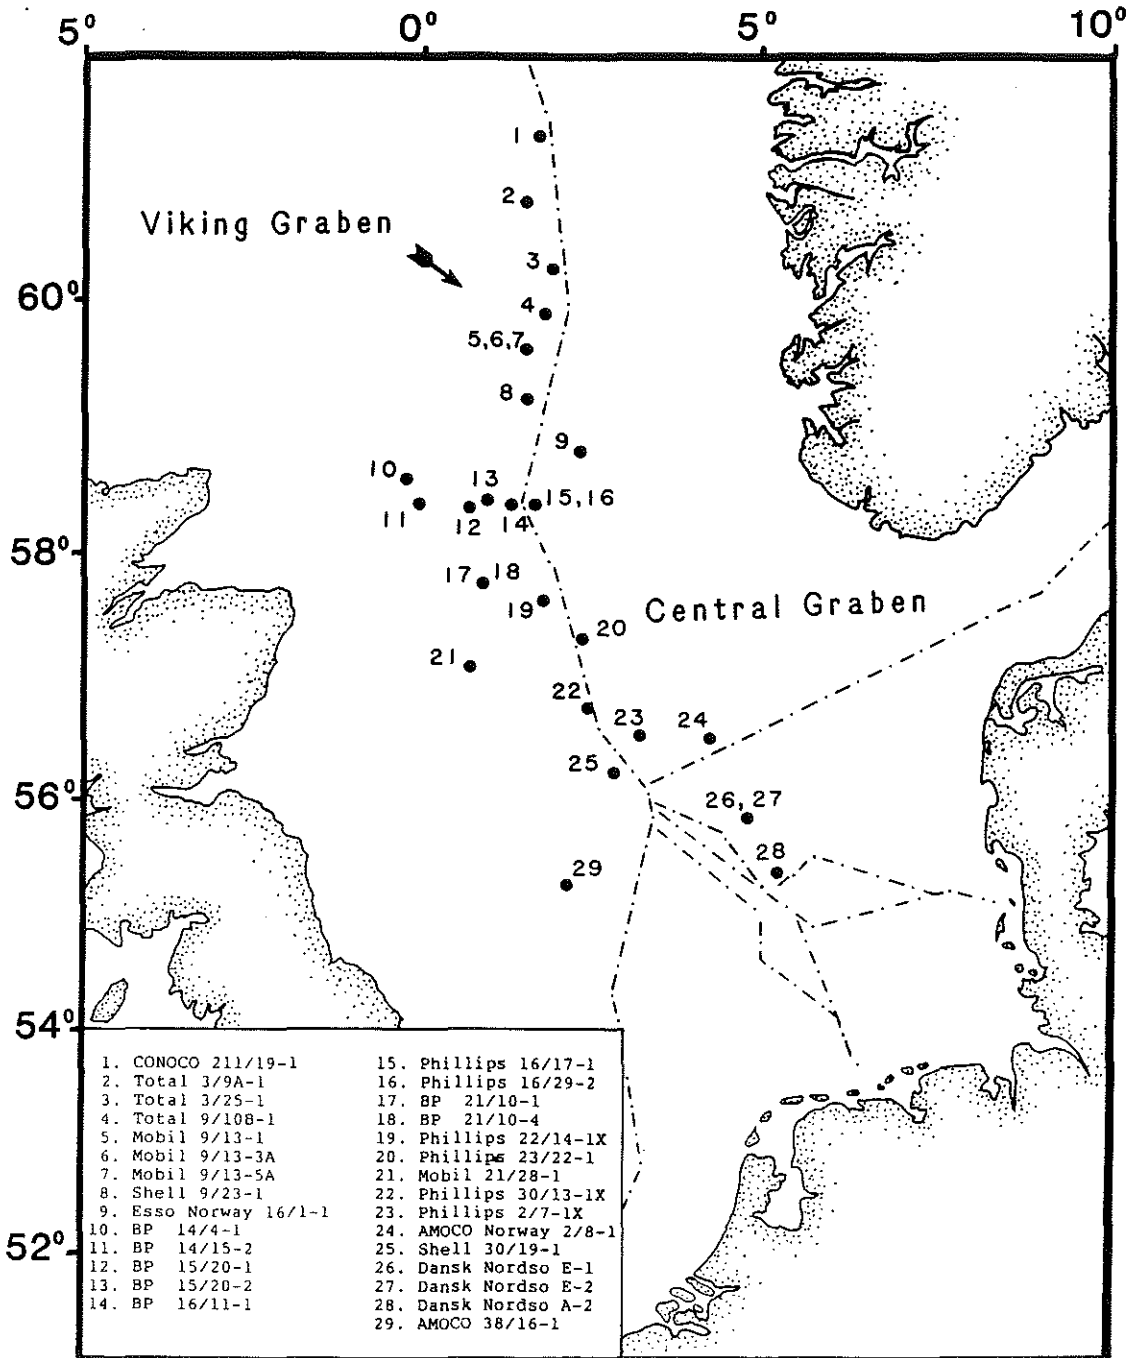 5° 0° 5° 10°
1
2
Viking Graben
3
60°
4
5,6,7
8
9
10
13
15,16
11
12
14
58°
17 18
19
Central Graben
20
21
22
23
24
25
56°
26, 27
28
29
54°
1. CONOCO 211/19-1
2. Total 3/9A-1
3. Total 3/25-1
4. Total 9/10B-1
5. Mobil 9/13-1
6. Mobil 9/13-3A
7. Mobil 9/13-5A
8. Shell 9/23-1
9. Esso Norway 16/1-1
10. BP 14/4-1
11. BP 14/15-2
12. BP 15/20-1
13. BP 15/20-2
14. BP 16/11-1
15. Phillips 16/17-1
16. Phillips 16/29-2
17. BP 21/10-1
18. BP 21/10-4
19. Phillips 22/14-1X
20. Phillips 23/22-1
21. Mobil 21/28-1
22. Phillips 30/13-1X
23. Phillips 2/7-1X
24. AMOCO Norway 2/8-1
25. Shell 30/19-1
26. Dansk Nordso E-1
27. Dansk Nordso E-2
28. Dansk Nordso A-2
29. AMOCO 38/16-1
52°